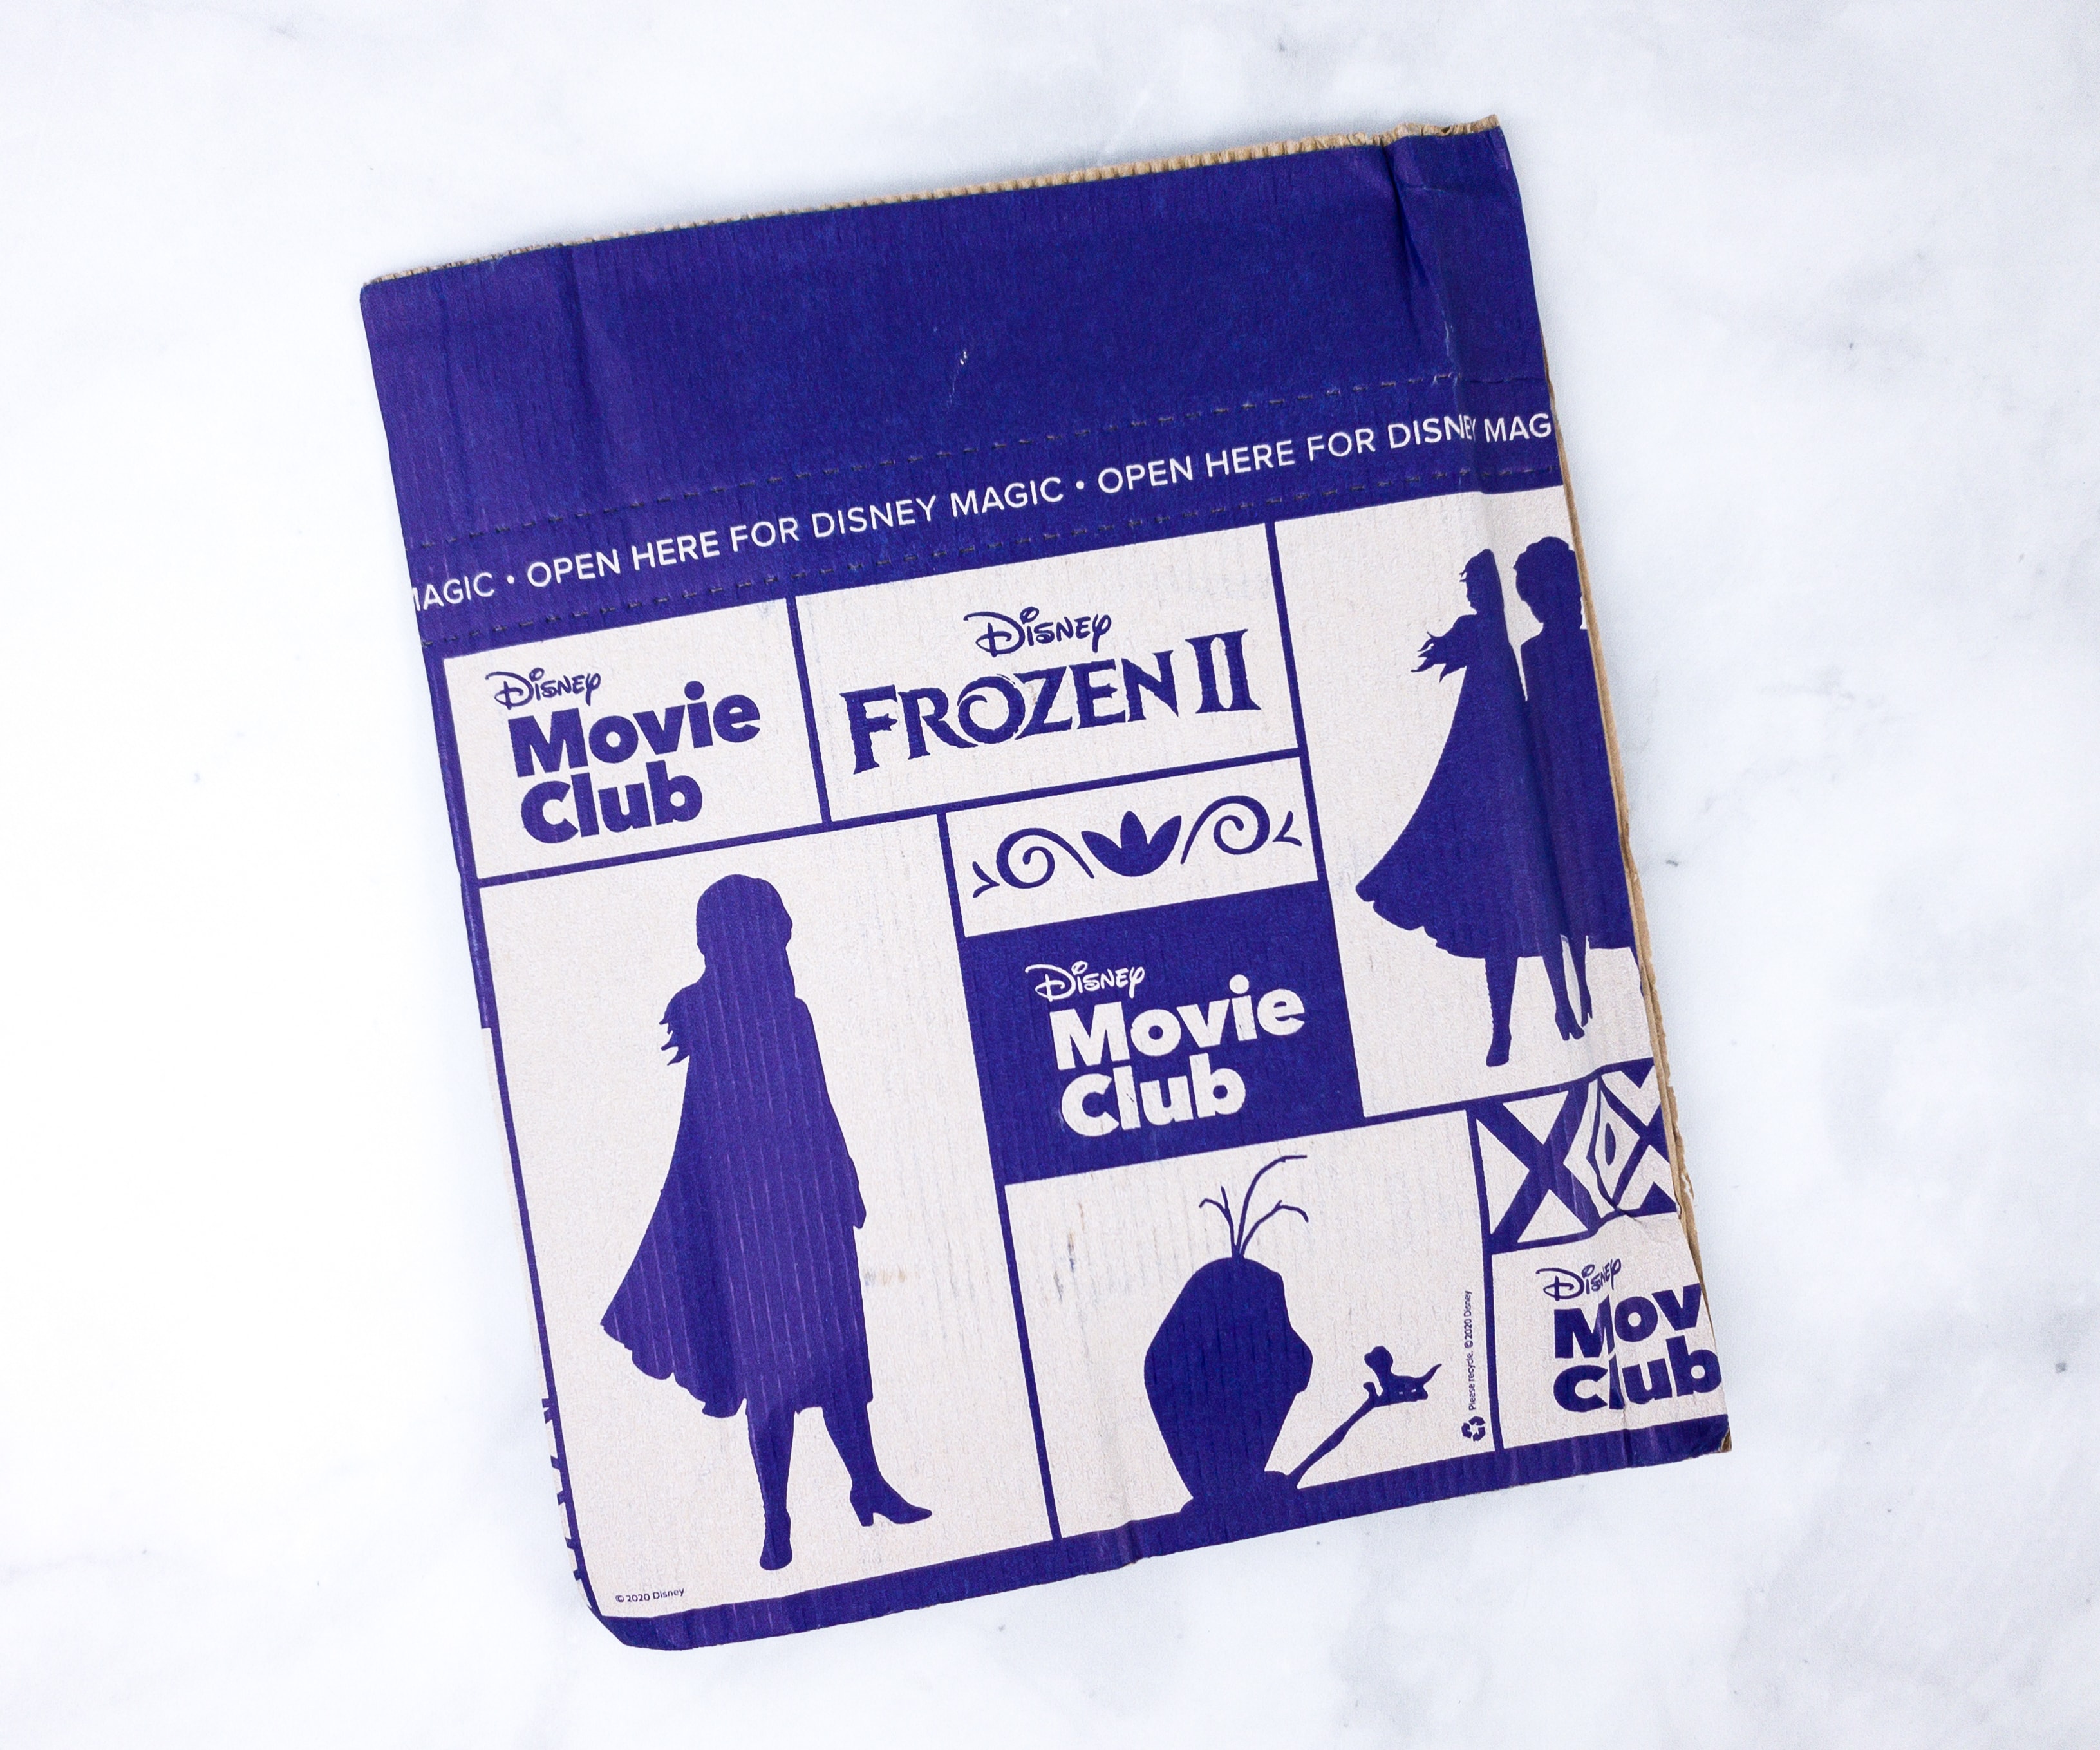 MAGIC • OPEN HERE FOR DISNEY MAGIC • OPEN HERE FOR DISNEY MAG
Disney
Movie
Club
Disney
FROZEN II
Disney
Movie
Club
Disney
Mov
Club
Please recycle. © 2020 Disney
© 2020 Disney